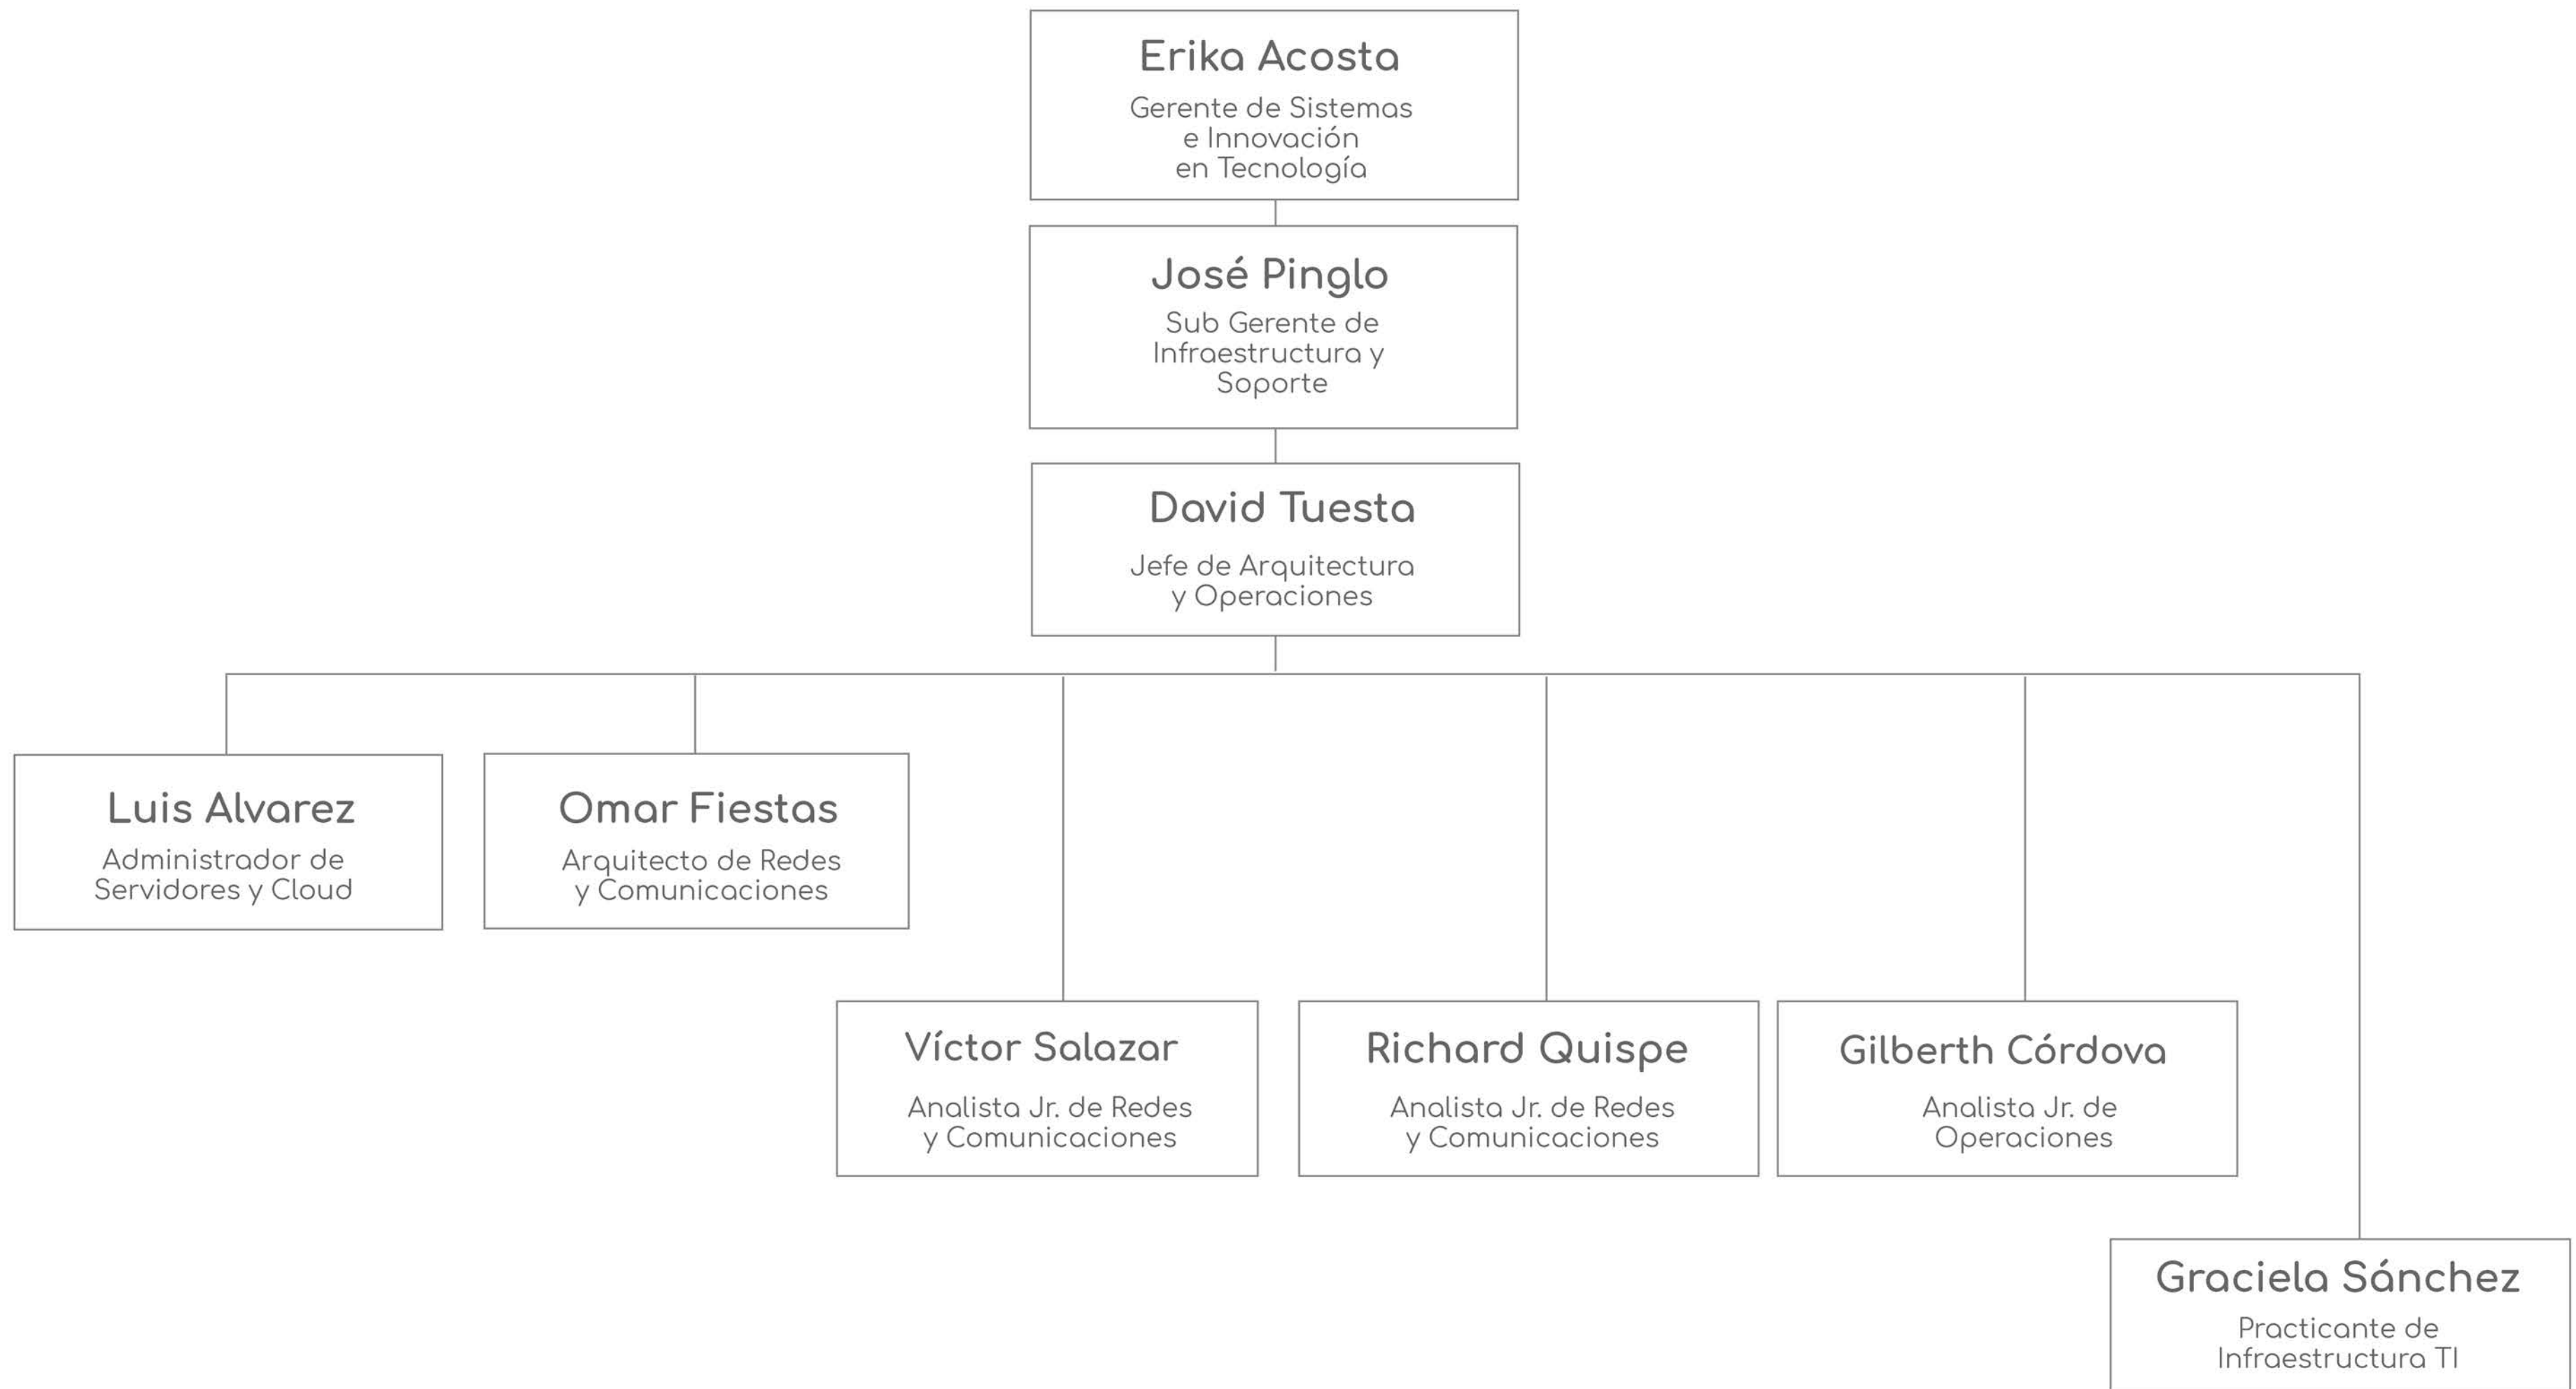 Erika Acosta
Gerente de Sistemas
e Innovación
en Tecnología
José Pinglo
Sub Gerente de
Infraestructura y
Soporte
David Tuesta
Jefe de Arquitectura
y Operaciones
Luis Alvarez
Administrador de
Servidores y Cloud
Omar Fiestas
Arquitecto de Redes
y Comunicaciones
Víctor Salazar
Analista Jr. de Redes
y Comunicaciones
Richard Quispe
Analista Jr. de Redes
y Comunicaciones
Gilberth Córdova
Analista Jr. de
Operaciones
Graciela Sánchez
Practicante de
Infraestructura TI